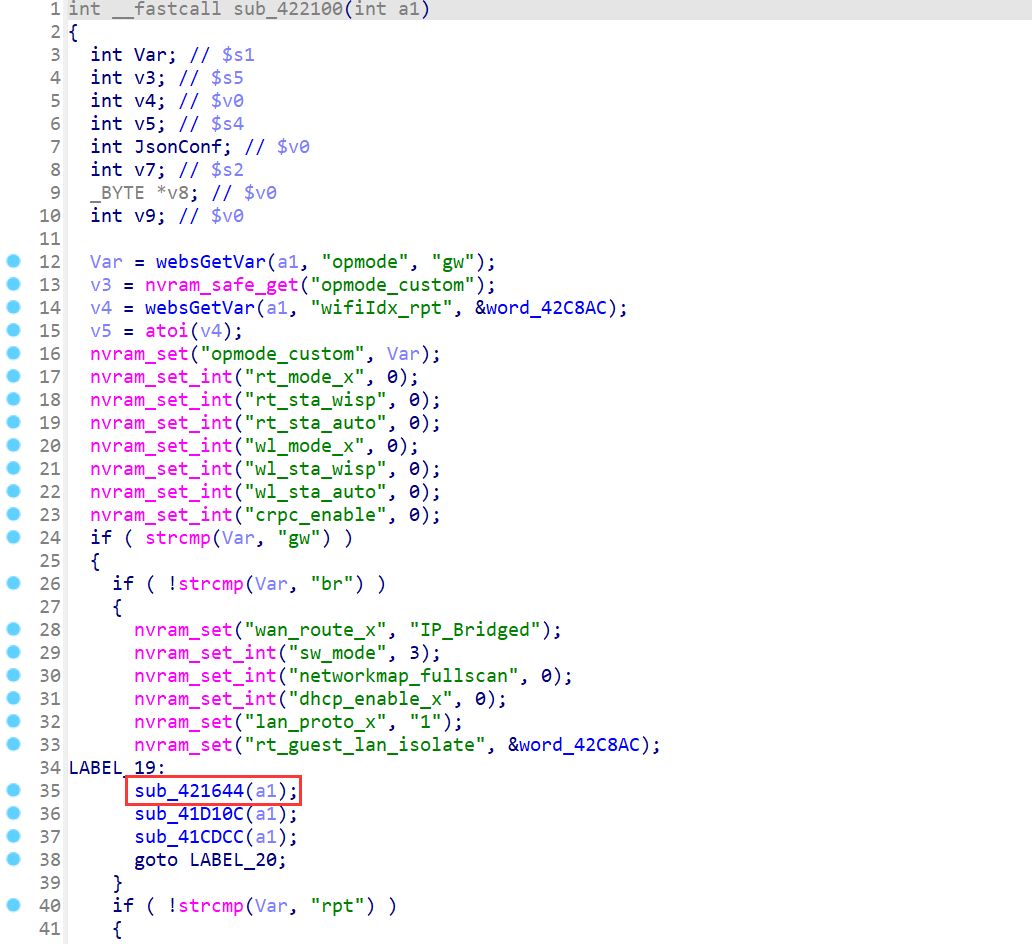 1 int __fastcall sub_422100(int a1)
2 {
3 int Var; // $s1
4 int v3; // $s5
5 int v4; // $v0
6 int v5; // $s4
7 int JsonConf; // $v0
8 int v7; // $s2
9 _BYTE *v8; // $v0
10 int v9; // $v0
11
12 Var = websGetVar(a1, "opmode", "gw");
13 v3 = nvram_safe_get("opmode_custom");
14 v4 = websGetVar(a1, "wifiIdx_rpt", &word_42C8AC);
15 v5 = atoi(v4);
16 nvram_set("opmode_custom", Var);
17 nvram_set_int("rt_mode_x", 0);
18 nvram_set_int("rt_sta_wisp", 0);
19 nvram_set_int("rt_sta_auto", 0);
20 nvram_set_int("wl_mode_x", 0);
21 nvram_set_int("wl_sta_wisp", 0);
22 nvram_set_int("wl_sta_auto", 0);
23 nvram_set_int("crpc_enable", 0);
24 if ( strcmp(Var, "gw") )
25 {
26 if ( !strcmp(Var, "br") )
27 {
28 nvram_set("wan_route_x", "IP_Bridged");
29 nvram_set_int("sw_mode", 3);
30 nvram_set_int("networkmap_fullscan", 0);
31 nvram_set_int("dhcp_enable_x", 0);
32 nvram_set("lan_proto_x", "1");
33 nvram_set("rt_guest_lan_isolate", &word_42C8AC);
34 LABEL_19:
35 sub_421644(a1);
36 sub_41D10C(a1);
37 sub_41CDCC(a1);
38 goto LABEL_20;
39 }
40 if ( !strcmp(Var, "rpt") )
41 {